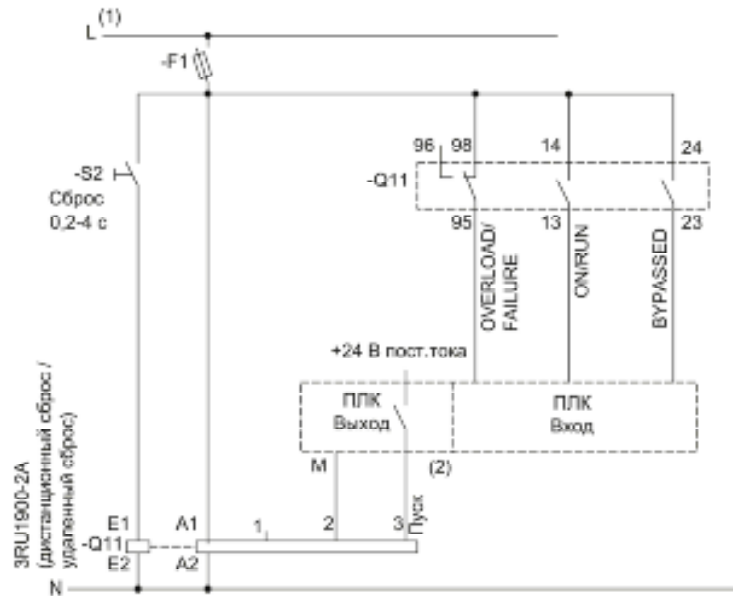 (1)
L
-F1
96 98 14 24
-S2
-Q11
Сброс
0,2-4 с
95 13 23
OVERLOAD/
FAILURE
ON/RUN
BYPASSED
+24 В пост.тока
ПЛК
Выход
ПЛК
Вход
M
(2)
3RU1900-2A
(дистанционный сброс /
удаленный сброс)
E1 A1 1 2 3
Пуск
-Q11
E2 A2
N